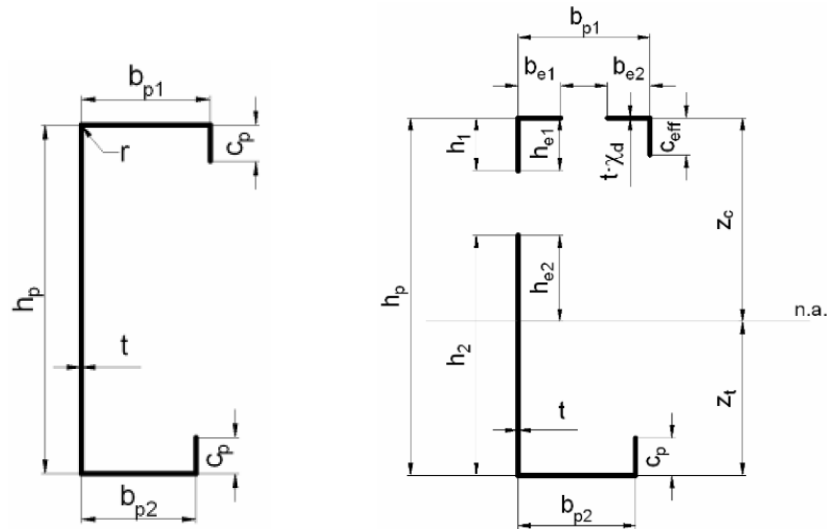 b_p1
c_p
r
h_p
t
c_p
b_p2
b_p1
b_e1
b_e2
h_1
h_e1
t·χ_d
c_eff
z_c
h_p
h_e2
n.a.
h_2
z_t
t
c_p
b_p2